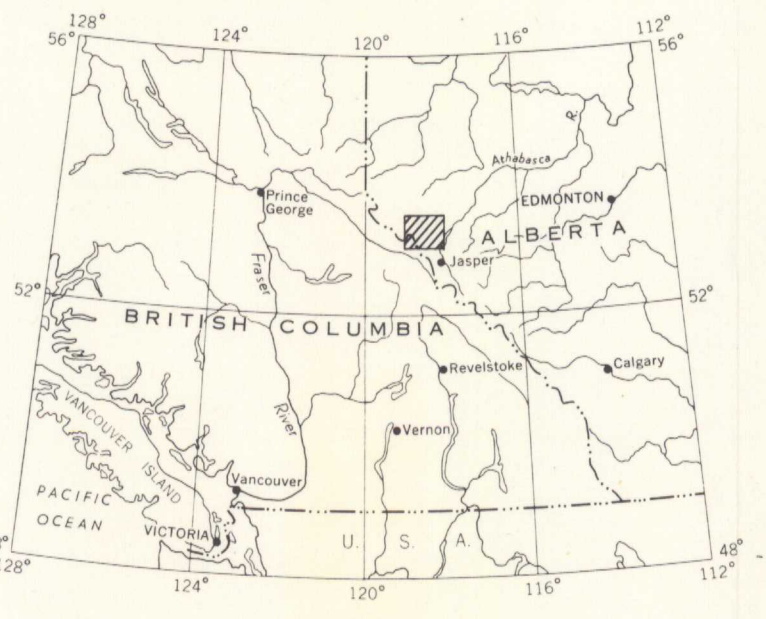 128°
124°
120°
116°
112°
56°
56°
R.
Athabasca
Prince
George
EDMONTON
ALBERTA
Jasper
Fraser
52°
52°
BRITISH COLUMBIA
Revelstoke
Calgary
River
VANCOUVER ISLAND
Vernon
Vancouver
PACIFIC
OCEAN
VICTORIA
U. S. A.
48°
128°
124°
120°
116°
112°